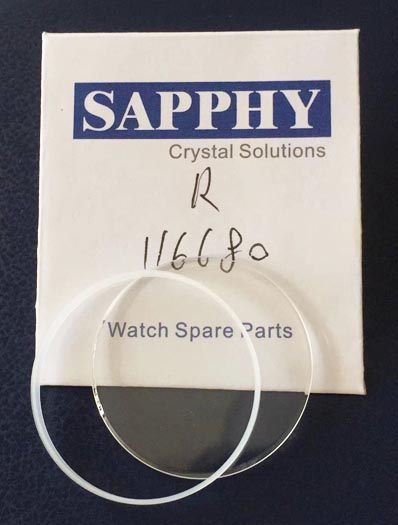 SAPPHY
Crystal Solutions
R
116680
Watch Spare Parts